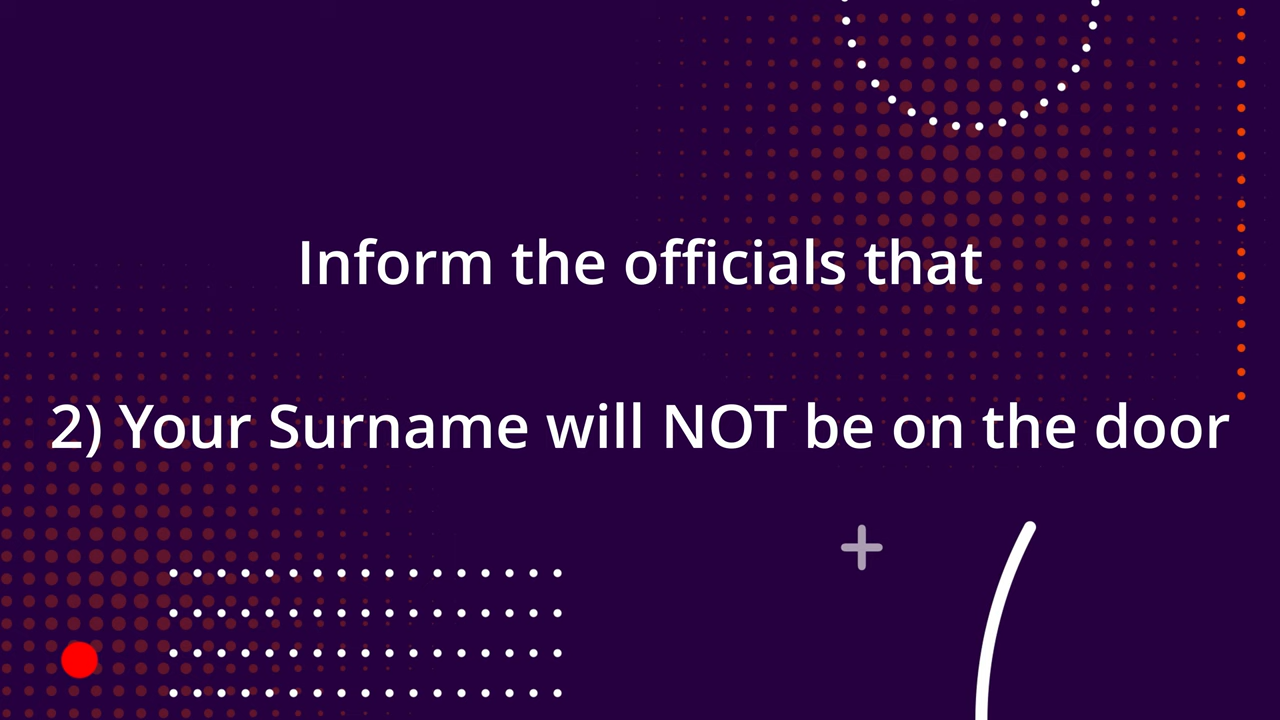 Inform the officials that
2) Your Surname will NOT be on the door